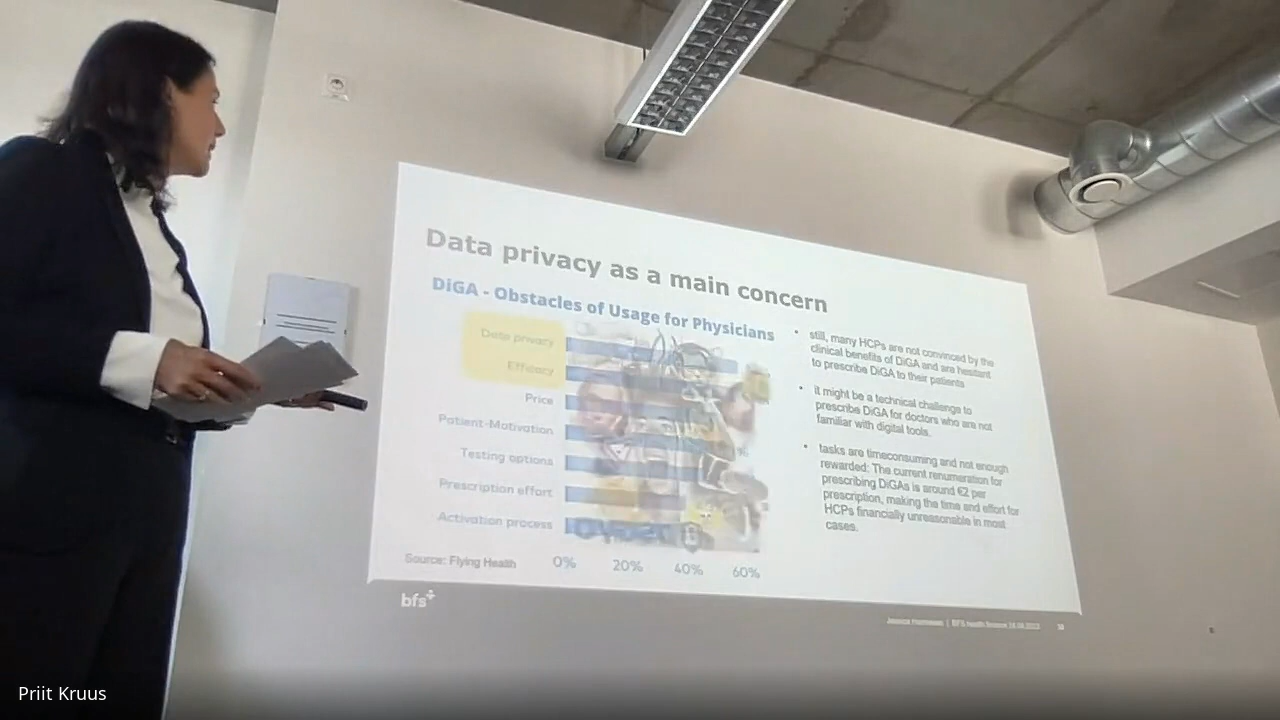 Data privacy as a main concern
DiGA - Obstacles of Usage for Physicians
Data privacy
Efficacy
Price
Patient-Motivation
Testing options
Prescription effort
Activation process
0%
20%
40%
60%
%
Source: Flying Health
• still, many HCPs are not convinced by the
clinical benefits of DiGA and are hesitant
to prescribe DiGA to their patients
• it might be a technical challenge to
prescribe DiGA for doctors who are not
familiar with digital tools.
• tasks are timeconsuming and not enough
rewarded: The current renumeration for
prescribing DiGAs is around €2 per
prescription, making the time and effort for
HCPs financially unreasonable in most
cases.
bfs+
Priit Kruus